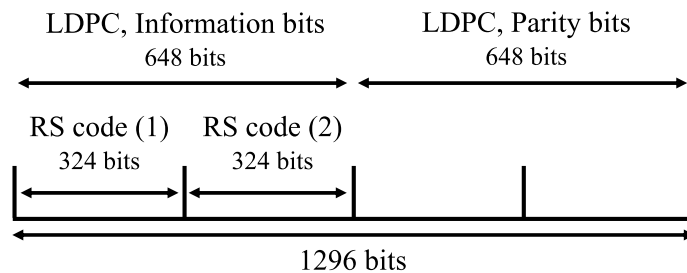 LDPC, Information bits
648 bits
LDPC, Parity bits
648 bits
RS code (1)
324 bits
RS code (2)
324 bits
1296 bits